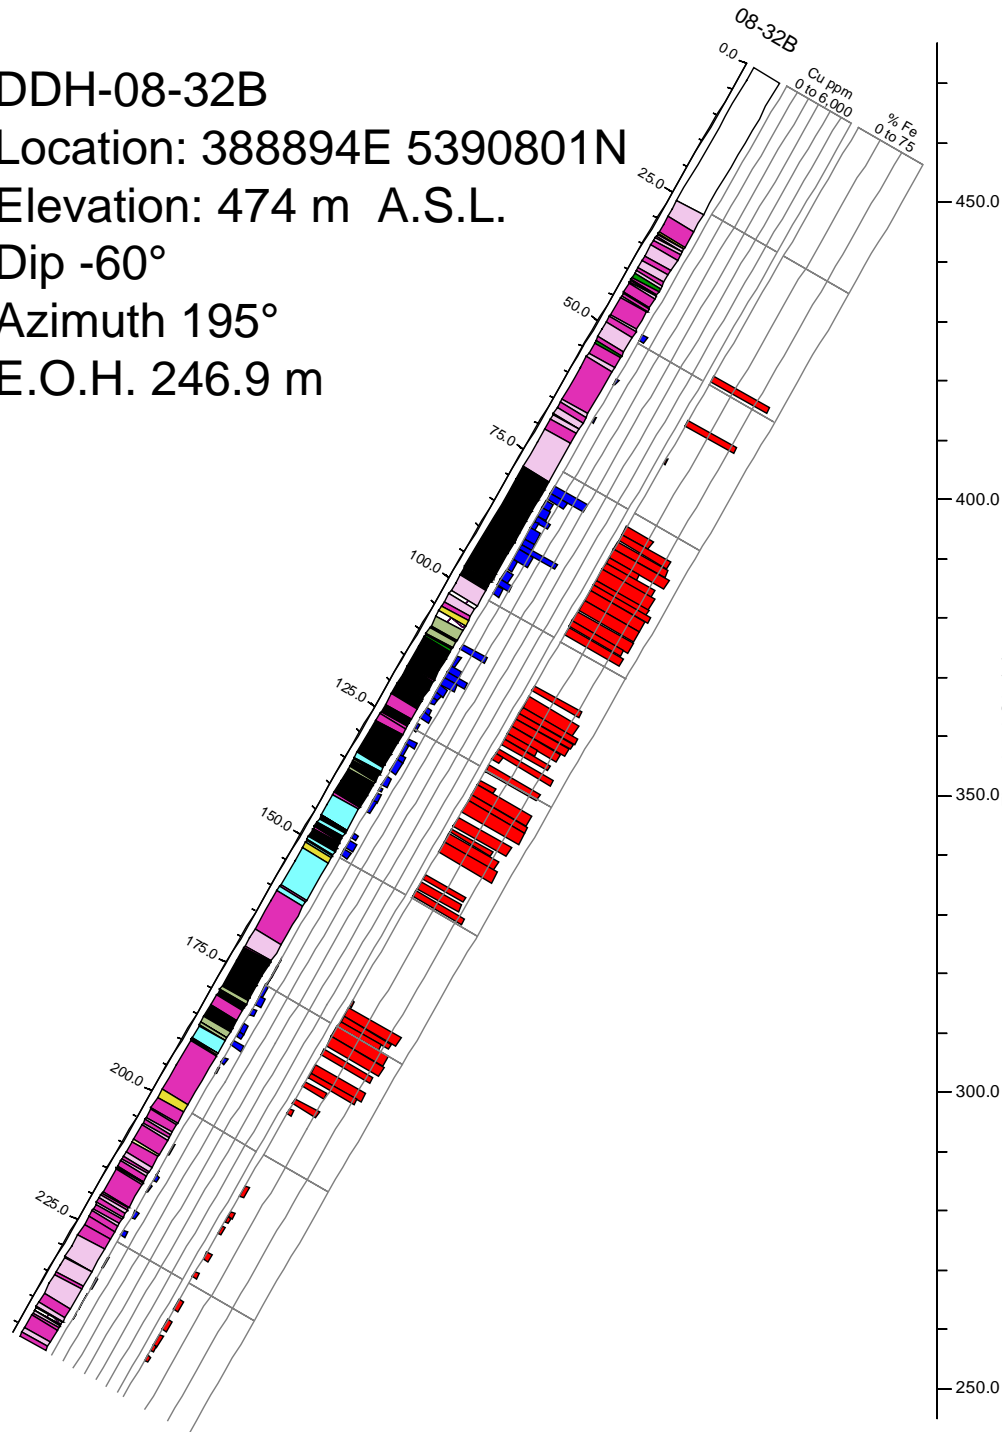 08-32B
0.0
Cu ppm
0 to 6,000
% Fe
0 to 75
DDH-08-32B
Location: 388894E 5390801N
Elevation: 474 m A.S.L.
Dip -60°
Azimuth 195°
E.O.H. 246.9 m
25.0
50.0
75.0
100.0
125.0
150.0
175.0
200.0
225.0
450.0
400.0
350.0
300.0
250.0